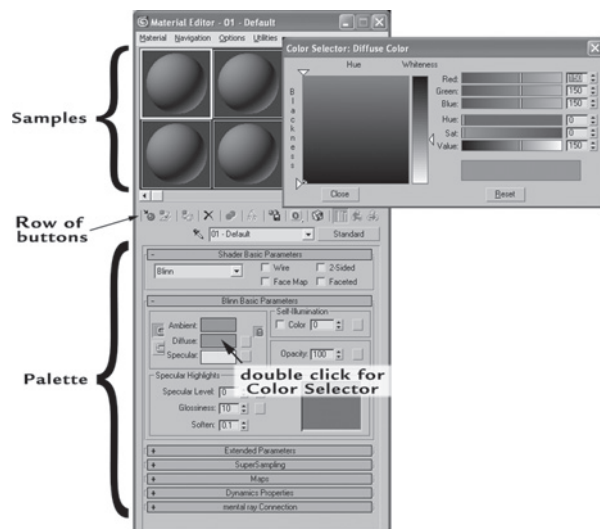 Material Editor - 01 - Default
Material Navigation Options Utilities
Color Selector: Diffuse Color
Hue
Whiteness
Blackness
Red:
Green: 150
Blue: 150
Hue: 0
Sat: 0
Value: 150
Close
Reset
Samples
Row of
buttons
01 - Default
Standard
- Shader Basic Parameters
Blinn
Wire
2-Sided
Face Map
Faceted
- Blinn Basic Parameters
Ambient:
Diffuse:
Specular:
Self-Illumination
Color 0
Opacity: 100
double click for
Color Selector
Palette
Specular Highlights
Specular Level: 0
Glossiness: 10
Soften: 0.1
+ Extended Parameters
+ SuperSampling
+ Maps
+ Dynamics Properties
+ mental ray Connection